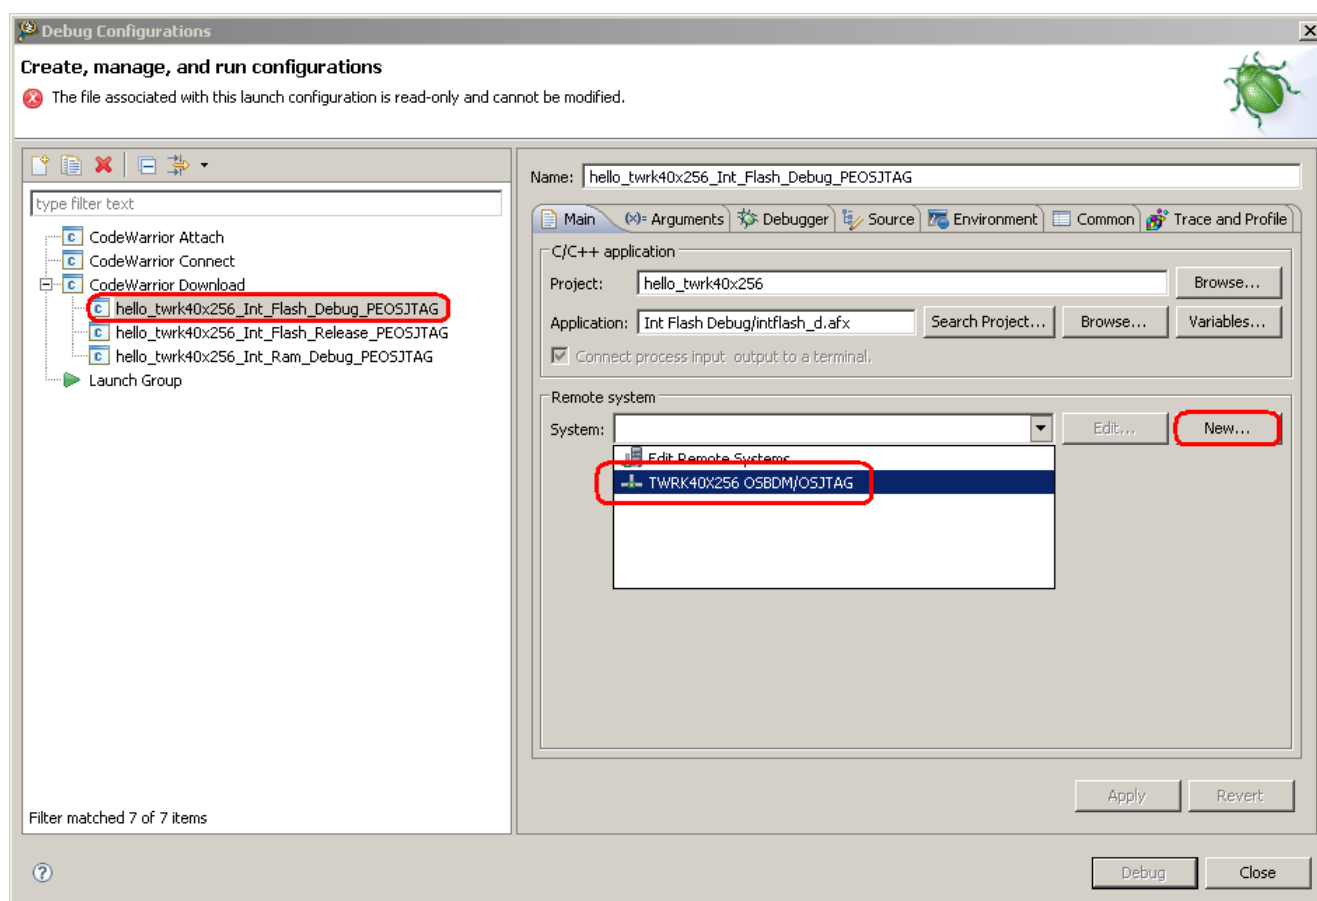 Debug Configurations
Create, manage, and run configurations
The file associated with this launch configuration is read-only and cannot be modified.
type filter text
CodeWarrior Attach
CodeWarrior Connect
CodeWarrior Download
hello_twrk40x256_Int_Flash_Debug_PEOSJTAG
hello_twrk40x256_Int_Flash_Release_PEOSJTAG
hello_twrk40x256_Int_Ram_Debug_PEOSJTAG
Launch Group
Filter matched 7 of 7 items
Name: hello_twrk40x256_Int_Flash_Debug_PEOSJTAG
Main (x)= Arguments Debugger Source Environment Common Trace and Profile
C/C++ application
Project: hello_twrk40x256 Browse...
Application: Int Flash Debug/intflash_d.afx Search Project... Browse... Variables...
Connect process input output to a terminal.
Remote system
System: Edit... New...
Edit Remote Systems
TWRK40X256 OSBDM/OSJTAG
Apply Revert
Debug Close